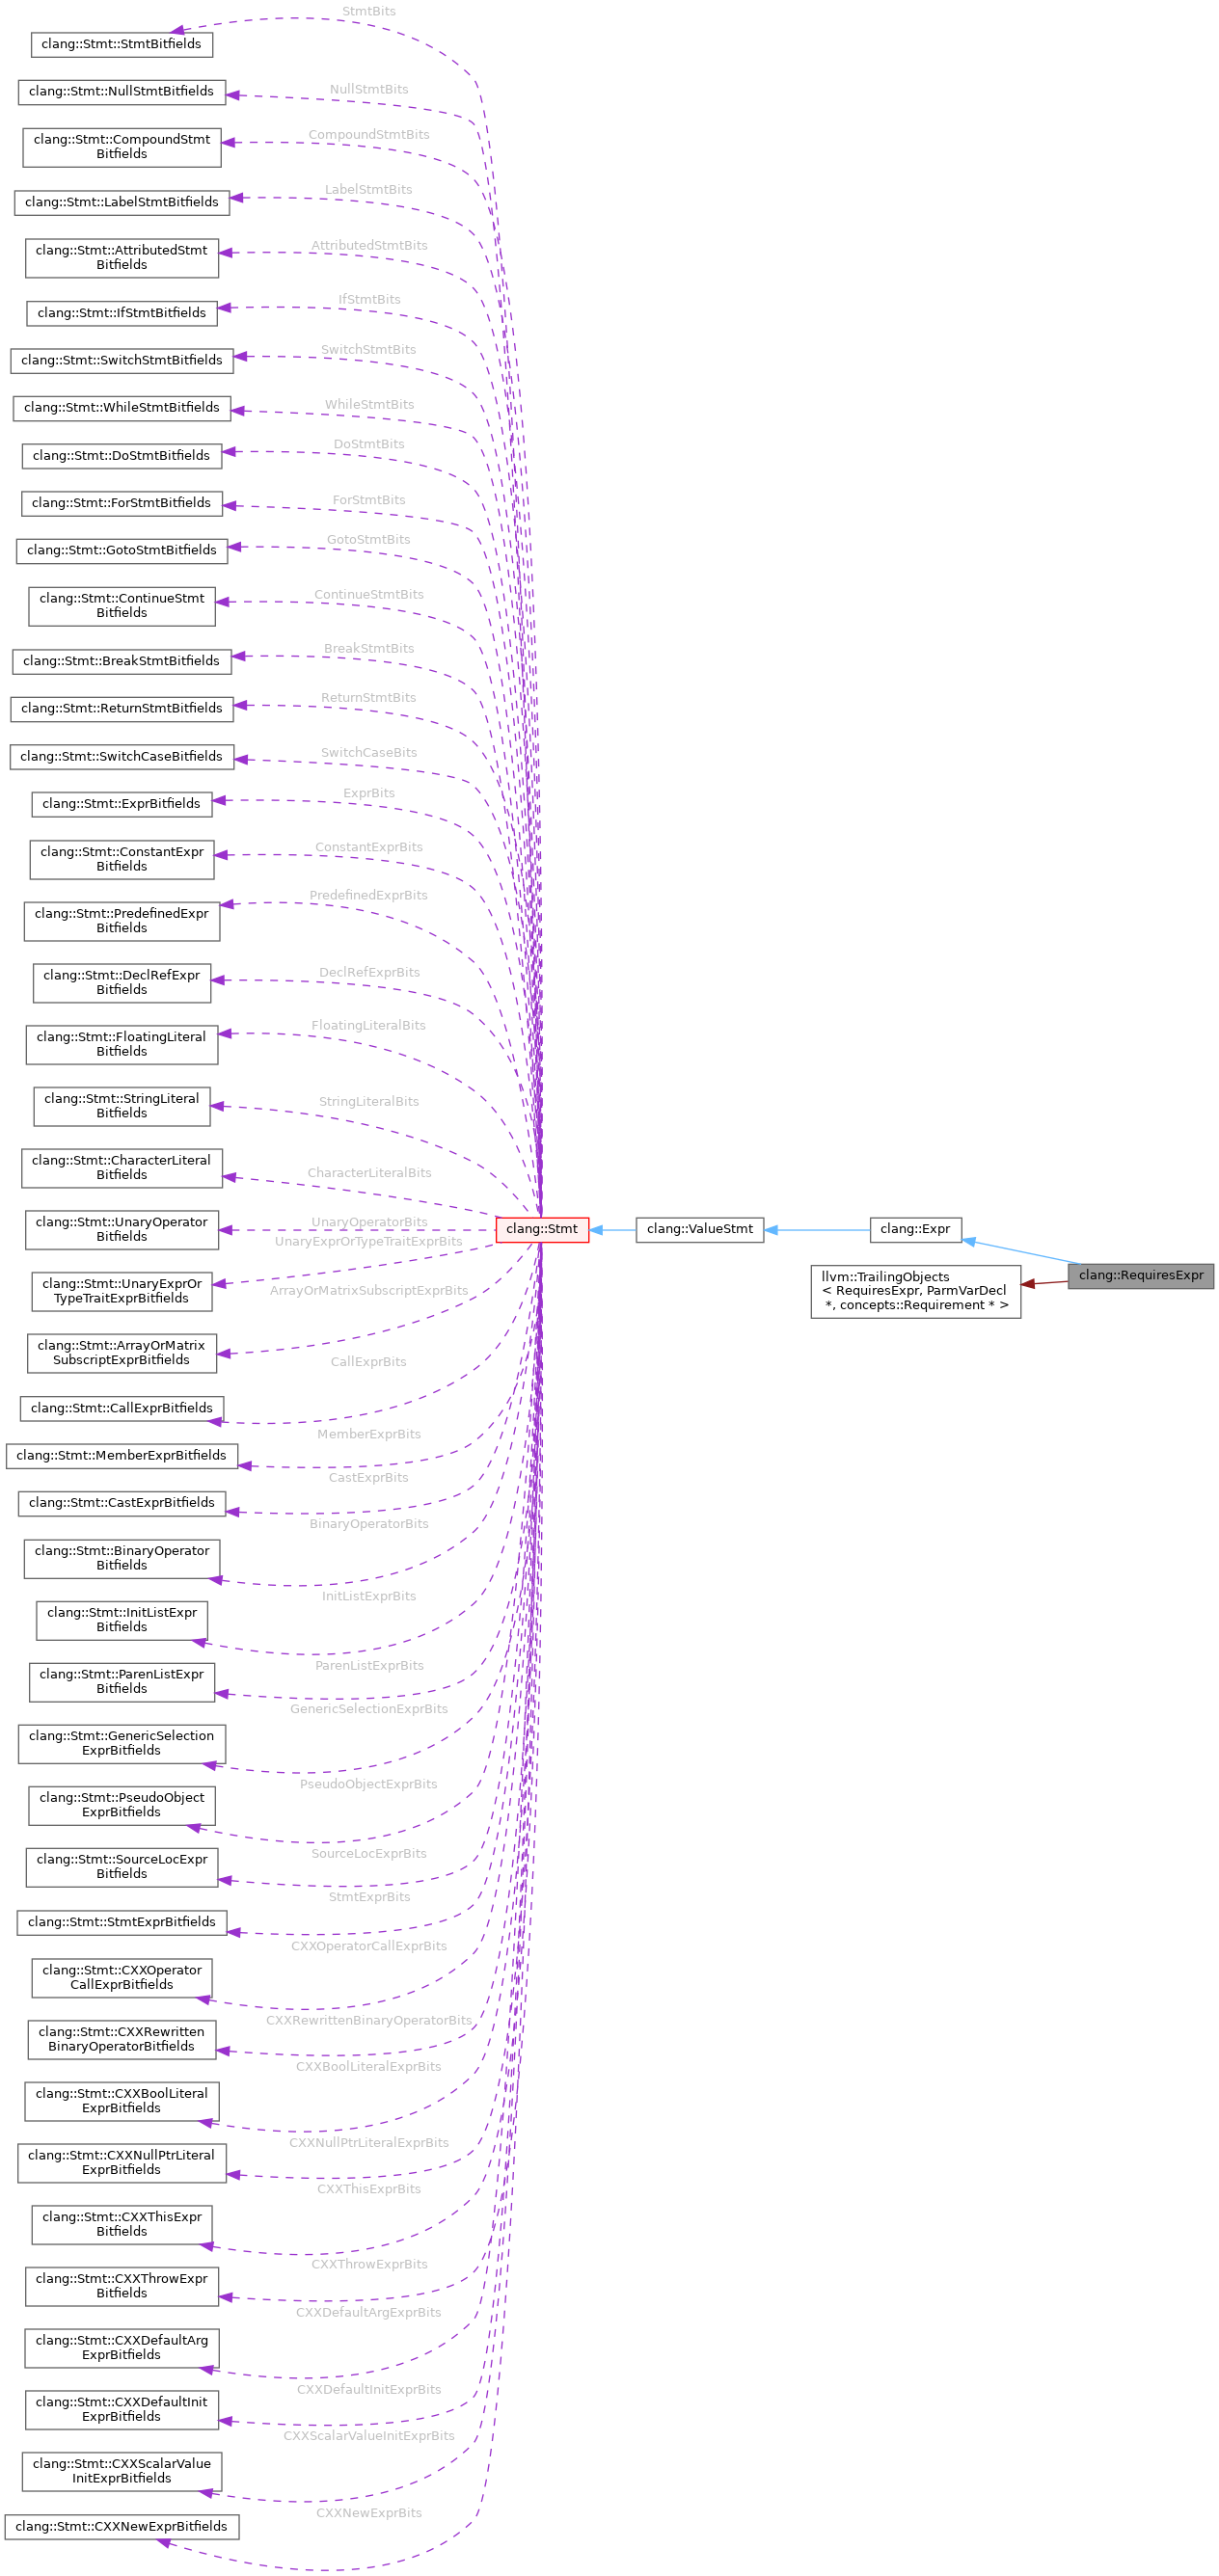 StmtBits
clang::Stmt::StmtBitfields
NullStmtBits
clang::Stmt::NullStmtBitfields
CompoundStmtBits
clang::Stmt::CompoundStmt
Bitfields
LabelStmtBits
clang::Stmt::LabelStmtBitfields
AttributedStmtBits
clang::Stmt::AttributedStmt
Bitfields
IfStmtBits
clang::Stmt::IfStmtBitfields
SwitchStmtBits
clang::Stmt::SwitchStmtBitfields
WhileStmtBits
clang::Stmt::WhileStmtBitfields
DoStmtBits
clang::Stmt::DoStmtBitfields
ForStmtBits
clang::Stmt::ForStmtBitfields
GotoStmtBits
clang::Stmt::GotoStmtBitfields
ContinueStmtBits
clang::Stmt::ContinueStmt
Bitfields
BreakStmtBits
clang::Stmt::BreakStmtBitfields
ReturnStmtBits
clang::Stmt::ReturnStmtBitfields
SwitchCaseBits
clang::Stmt::SwitchCaseBitfields
ExprBits
clang::Stmt::ExprBitfields
ConstantExprBits
clang::Stmt::ConstantExpr
Bitfields
PredefinedExprBits
clang::Stmt::PredefinedExpr
Bitfields
DeclRefExprBits
clang::Stmt::DeclRefExpr
Bitfields
FloatingLiteralBits
clang::Stmt::FloatingLiteral
Bitfields
StringLiteralBits
clang::Stmt::StringLiteral
Bitfields
CharacterLiteralBits
clang::Stmt::CharacterLiteral
Bitfields
UnaryOperatorBits
clang::Stmt::UnaryOperator
Bitfields
clang::Stmt
clang::ValueStmt
clang::Expr
clang::RequiresExpr
llvm::TrailingObjects
< RequiresExpr, ParmVarDecl
*, concepts::Requirement * >
UnaryExprOrTypeTraitExprBits
clang::Stmt::UnaryExprOr
TypeTraitExprBitfields
ArrayOrMatrixSubscriptExprBits
clang::Stmt::ArrayOrMatrix
SubscriptExprBitfields
CallExprBits
clang::Stmt::CallExprBitfields
MemberExprBits
clang::Stmt::MemberExprBitfields
CastExprBits
clang::Stmt::CastExprBitfields
BinaryOperatorBits
clang::Stmt::BinaryOperator
Bitfields
InitListExprBits
clang::Stmt::InitListExpr
Bitfields
ParenListExprBits
clang::Stmt::ParenListExpr
Bitfields
GenericSelectionExprBits
clang::Stmt::GenericSelection
ExprBitfields
PseudoObjectExprBits
clang::Stmt::PseudoObject
ExprBitfields
SourceLocExprBits
clang::Stmt::SourceLocExpr
Bitfields
StmtExprBits
clang::Stmt::StmtExprBitfields
CXXOperatorCallExprBits
clang::Stmt::CXXOperator
CallExprBitfields
CXXRewrittenBinaryOperatorBits
clang::Stmt::CXXRewritten
BinaryOperatorBitfields
CXXBoolLiteralExprBits
clang::Stmt::CXXBoolLiteral
ExprBitfields
CXXNullPtrLiteralExprBits
clang::Stmt::CXXNullPtrLiteral
ExprBitfields
CXXThisExprBits
clang::Stmt::CXXThisExpr
Bitfields
CXXThrowExprBits
clang::Stmt::CXXThrowExpr
Bitfields
CXXDefaultArgExprBits
clang::Stmt::CXXDefaultArg
ExprBitfields
CXXDefaultInitExprBits
clang::Stmt::CXXDefaultInit
ExprBitfields
CXXScalarValueInitExprBits
clang::Stmt::CXXScalarValue
InitExprBitfields
CXXNewExprBits
clang::Stmt::CXXNewExprBitfields